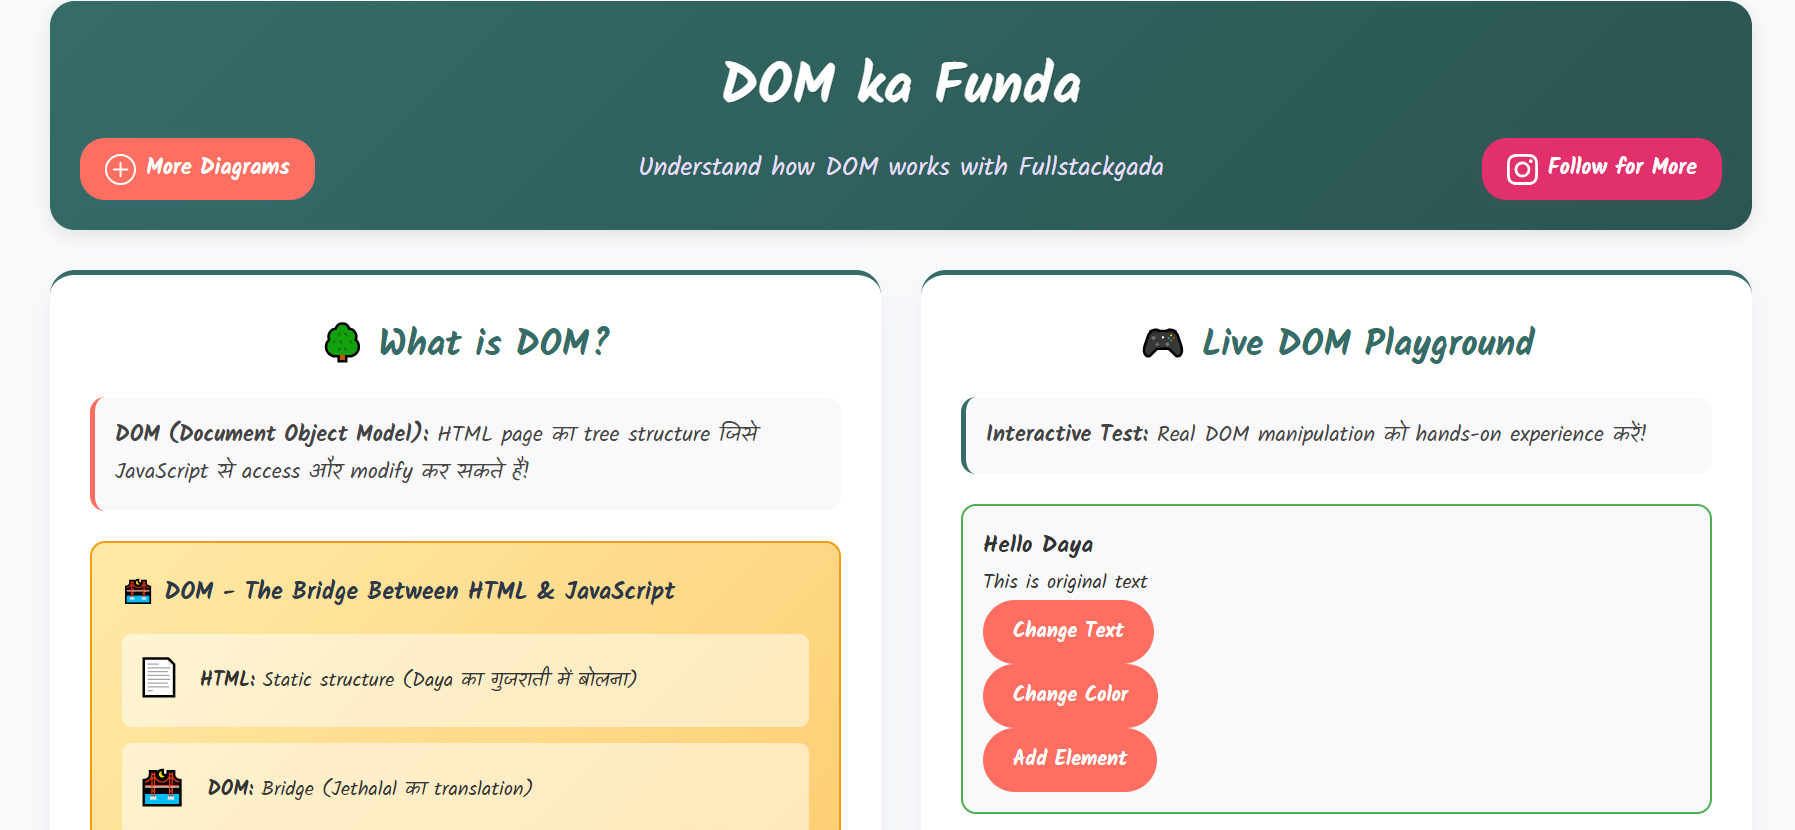 DOM ka Funda
More Diagrams
Understand how DOM works with Fullstackgada
Follow for More
What is DOM?
DOM (Document Object Model): HTML page का tree structure जिसे
JavaScript से access और modify कर सकते हैं!
DOM - The Bridge Between HTML & JavaScript
HTML: Static structure (Daya का गुजराती में बोलना)
DOM: Bridge (Jethalal का translation)
Live DOM Playground
Interactive Test: Real DOM manipulation को hands-on experience करें!
Hello Daya
This is original text
Change Text
Change Color
Add Element